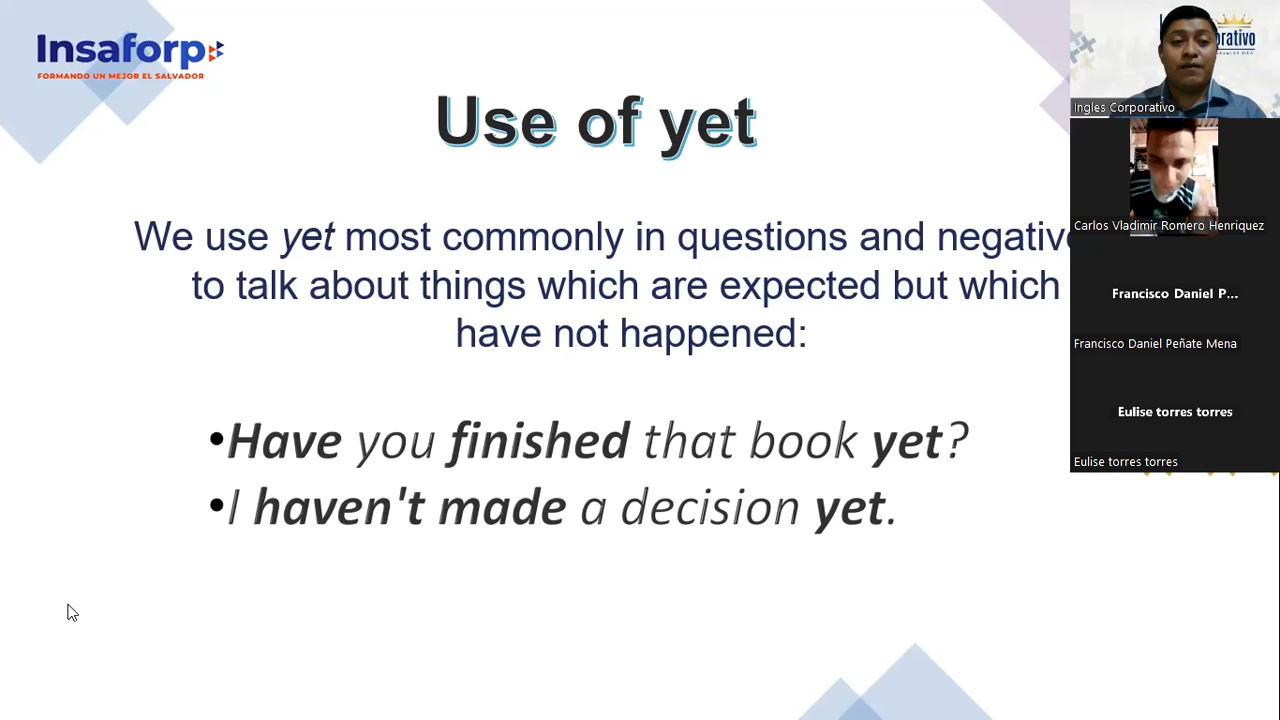 Insaforp
FORMANDO UN MEJOR EL SALVADOR
Use of yet
We use yet most commonly in questions and negative
to talk about things which are expected but which
have not happened:
•Have you finished that book yet?
•I haven't made a decision yet.
Ingles Corporativo
Carlos Vladimir Romero Henriquez
Francisco Daniel P...
Francisco Daniel Peñate Mena
Eulise torres torres
Eulise torres torres